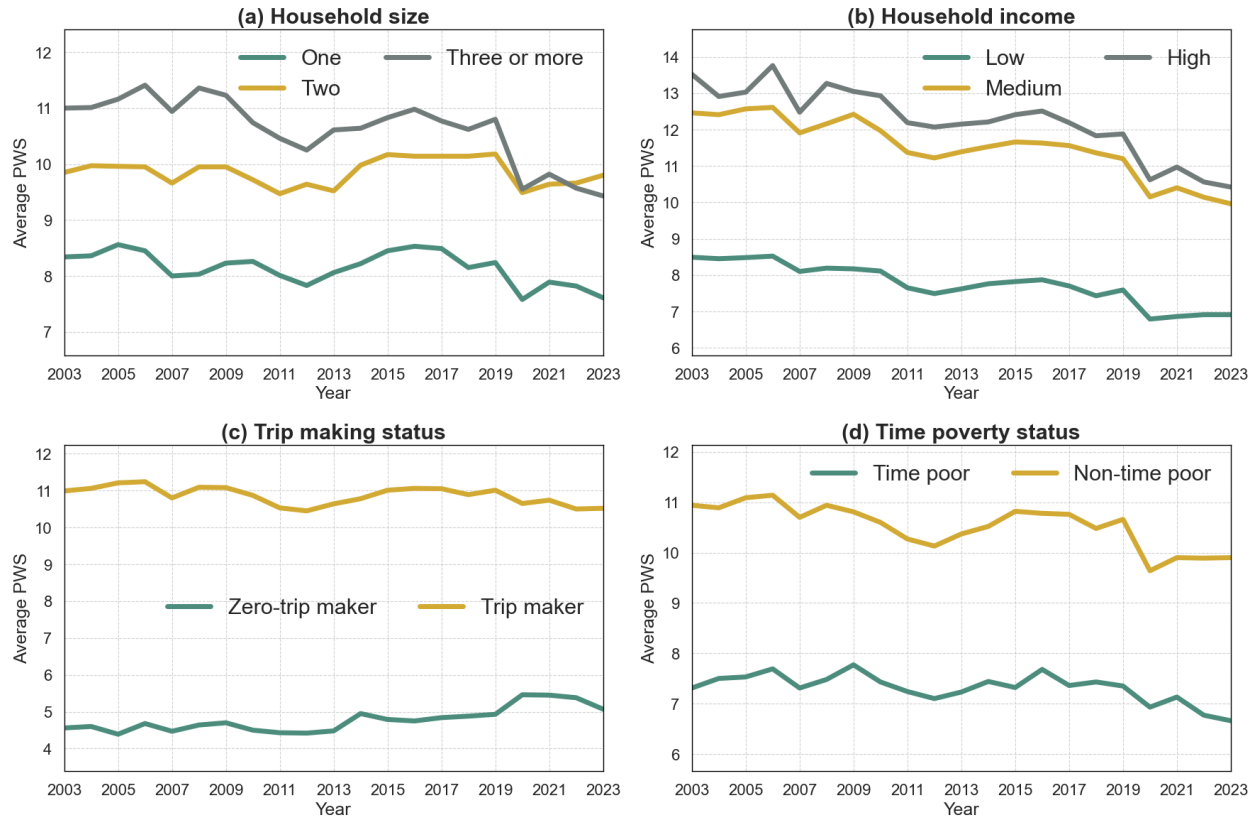 (a) Household size
12
11
10
9
8
7
Average PWS
One
Two
Three or more
2003 2005 2007 2009 2011 2013 2015 2017 2019 2021 2023
Year
(b) Household income
14
13
12
11
10
9
8
7
6
Average PWS
Low
Medium
High
2003 2005 2007 2009 2011 2013 2015 2017 2019 2021 2023
Year
(c) Trip making status
12
11
10
9
8
7
6
5
4
Average PWS
Zero-trip maker
Trip maker
2003 2005 2007 2009 2011 2013 2015 2017 2019 2021 2023
Year
(d) Time poverty status
12
11
10
9
8
7
6
Average PWS
Time poor
Non-time poor
2003 2005 2007 2009 2011 2013 2015 2017 2019 2021 2023
Year